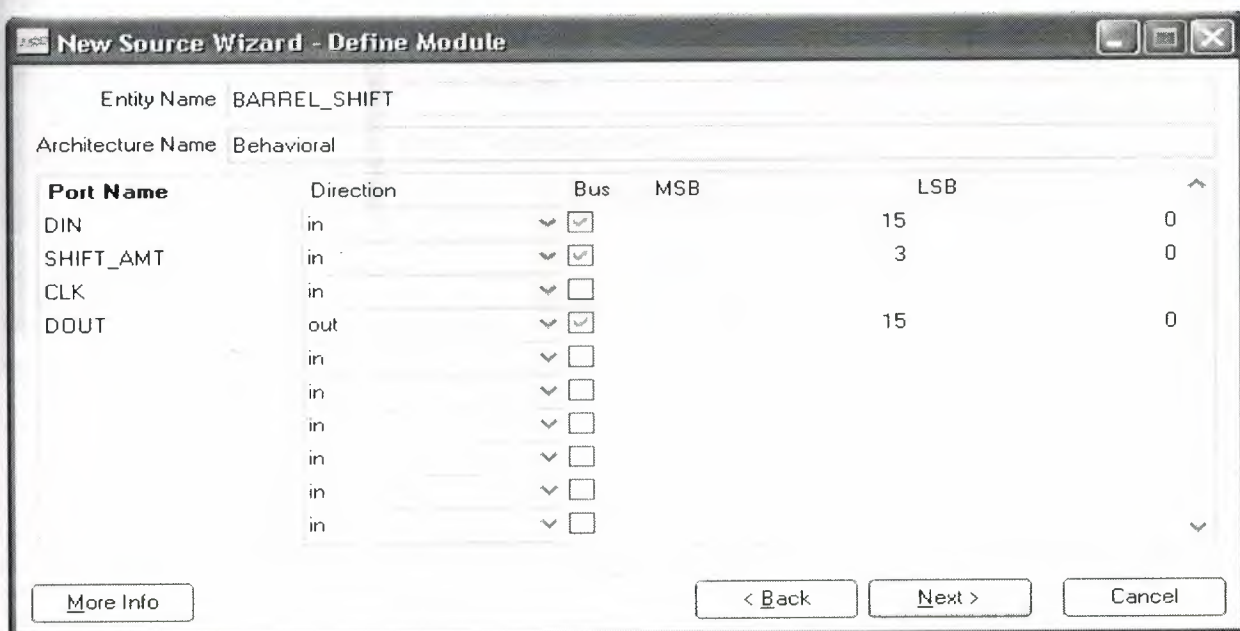 New Source Wizard - Define Module
Entity Name BARREL_SHIFT
Architecture Name Behavioral
Port Name Direction Bus MSB LSB
DIN in 15 0
SHIFT_AMT in 3 0
CLK in
DOUT out 15 0
in
in
in
in
in
in
More Info < Back Next > Cancel